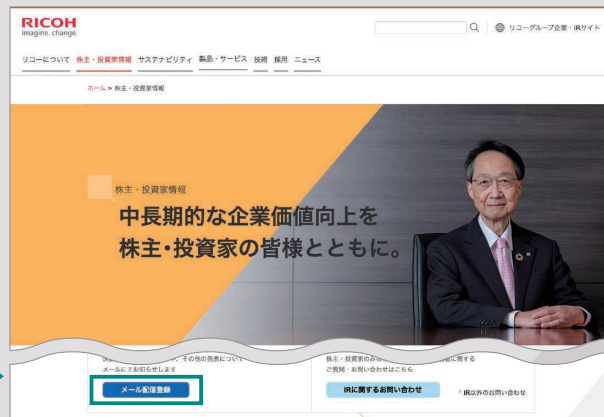 RICOH
imagine. change.
リコーグループ企業・IRサイト
リコーについて 株主・投資家情報 サステナビリティ 製品・サービス 技術 採用 ニュース
ホーム > 株主・投資家情報
株主・投資家情報
中長期的な企業価値向上を
株主・投資家の皆様とともに。
、その他の発表について
メールにてお知らせします
メール配信登録
株主・投資家のみな
に関する
ご質問・お問い合わせはこちら
IRに関するお問い合わせ
› IR以外のお問い合わせ